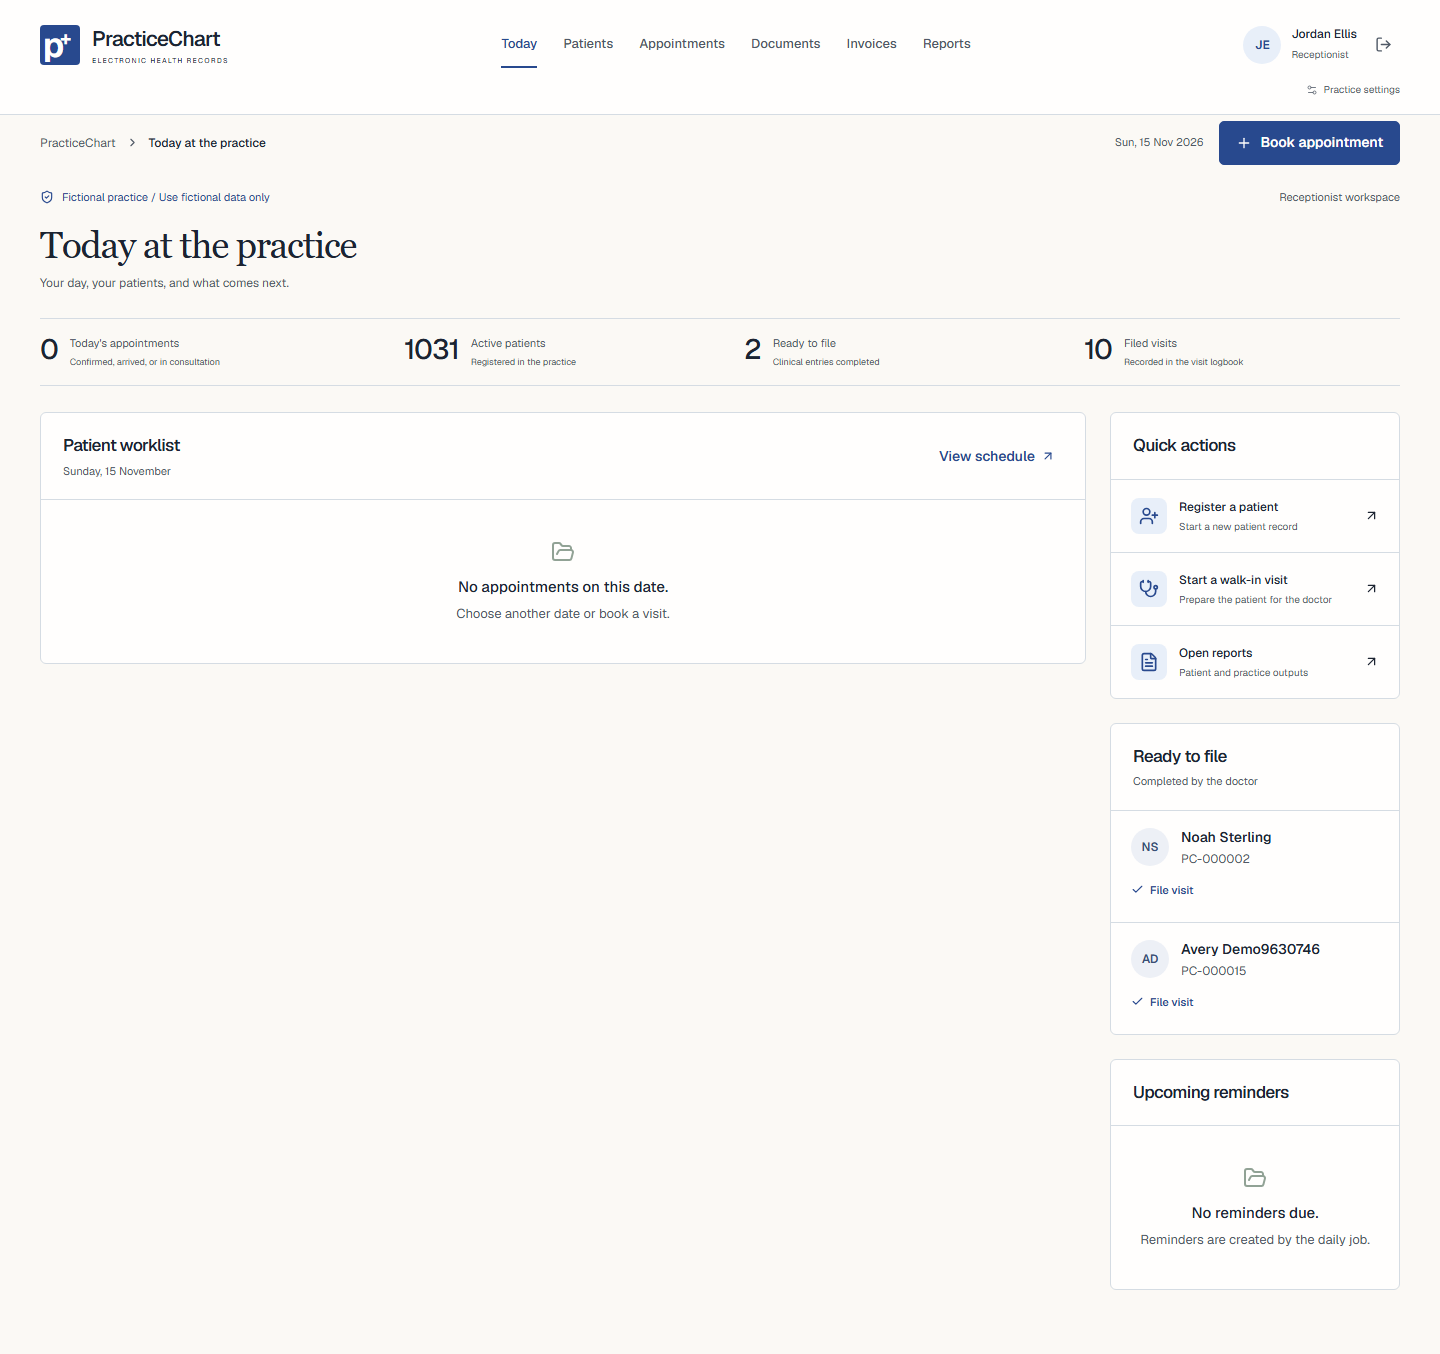 p+
PracticeChart
ELECTRONIC HEALTH RECORDS
Today
Patients
Appointments
Documents
Invoices
Reports
JE
Jordan Ellis
Receptionist
Practice settings
PracticeChart > Today at the practice
Sun, 15 Nov 2026
+ Book appointment
Fictional practice / Use fictional data only
Receptionist workspace
Today at the practice
Your day, your patients, and what comes next.
0
Today's appointments
Confirmed, arrived, or in consultation
1031
Active patients
Registered in the practice
2
Ready to file
Clinical entries completed
10
Filed visits
Recorded in the visit logbook
Patient worklist
Sunday, 15 November
View schedule
No appointments on this date.
Choose another date or book a visit.
Quick actions
Register a patient
Start a new patient record
Start a walk-in visit
Prepare the patient for the doctor
Open reports
Patient and practice outputs
Ready to file
Completed by the doctor
NS
Noah Sterling
PC-000002
File visit
AD
Avery Demo9630746
PC-000015
File visit
Upcoming reminders
No reminders due.
Reminders are created by the daily job.